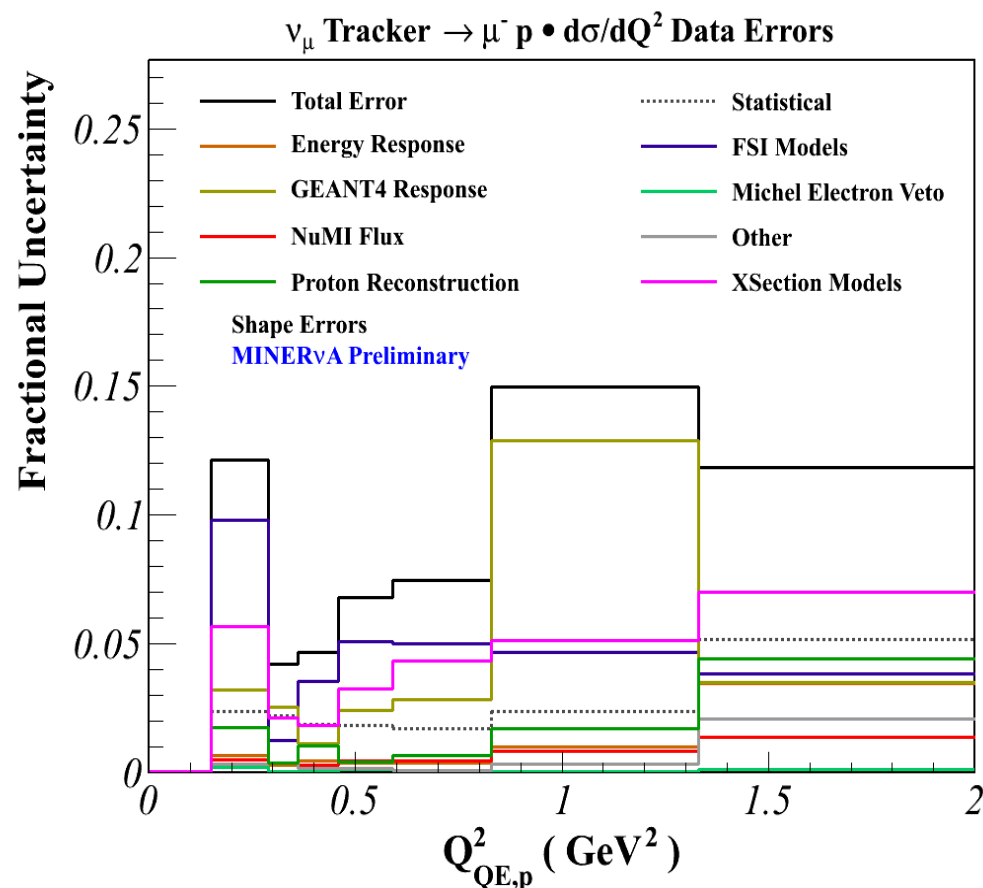 ν_μ Tracker → μ⁻ p • dσ/dQ² Data Errors
Fractional Uncertainty
Total Error
Energy Response
GEANT4 Response
NuMI Flux
Proton Reconstruction
Statistical
FSI Models
Michel Electron Veto
Other
XSection Models
Shape Errors
MINERνA Preliminary
0.25
0.2
0.15
0.1
0.05
0
0 0.5 1 1.5 2
Q²_QE,p ( GeV² )